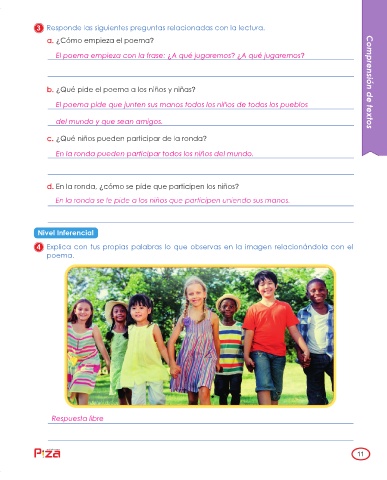 3 Responde las siguientes preguntas relacionadas con la lectura.
a. ¿Cómo empieza el poema?
El poema empieza con la frase: ¿A qué jugaremos? ¿A qué jugaremos?
b. ¿Qué pide el poema a los niños y niñas?
El poema pide que junten sus manos todos los niños de todos los pueblos
del mundo y que sean amigos.
c. ¿Qué niños pueden participar de la ronda?
En la ronda pueden participar todos los niños del mundo.
d. En la ronda, ¿cómo se pide que participen los niños?
En la ronda se le pide a los niños que participen uniendo sus manos.
Nivel Inferencial
4 Explica con tus propias palabras lo que observas en la imagen relacionándola con el
poema.
Respuesta libre
Comprensión de textos
11